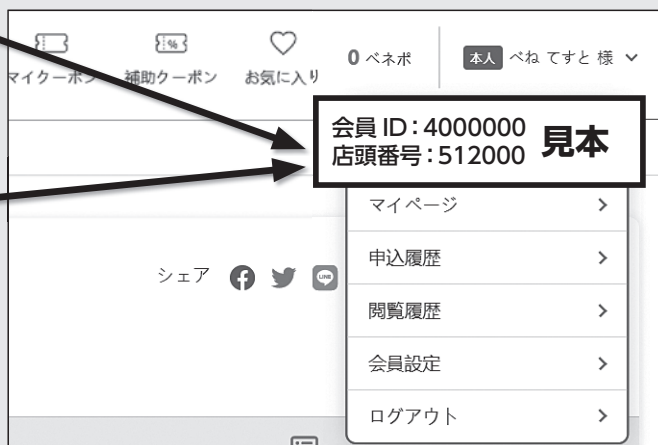 マイクーポン
補助クーポン
お気に入り
0 ベネポ
本人 べね てすと 様
会員 ID：4000000
店頭番号：512000
見本
マイページ
シェア
LINE
申込履歴
閲覧履歴
会員設定
ログアウト